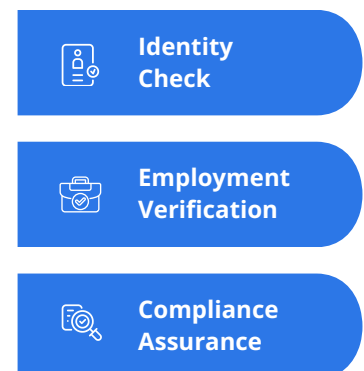 Identity
Check
Employment
Verification
Compliance
Assurance